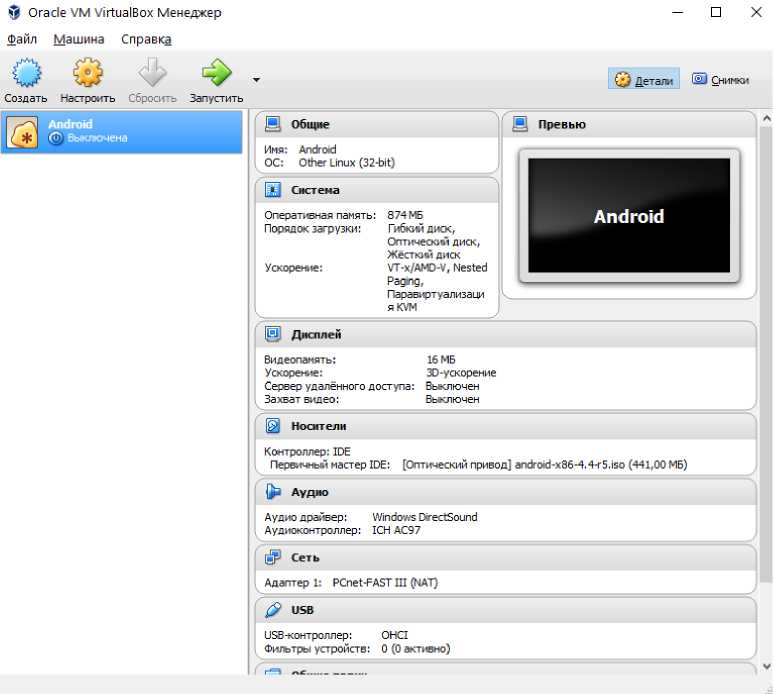 Oracle VM VirtualBox Менеджер
Файл Машина Справка
Создать Настроить Сбросить Запустить
Детали Снимки
Android
Выключена
Общие
Имя: Android
ОС: Other Linux (32-bit)
Превью
Android
Система
Оперативная память: 874 МБ
Порядок загрузки: Гибкий диск,
Оптический диск,
Жёсткий диск
Ускорение: VT-x/AMD-V, Nested
Paging,
Паравиртуализаци
я KVM
Дисплей
Видеопамять: 16 МБ
Ускорение: 3D-ускорение
Сервер удалённого доступа: Выключен
Захват видео: Выключен
Носители
Контроллер: IDE
Первичный мастер IDE: [Оптический привод] android-x86-4.4-r5.iso (441,00 МБ)
Аудио
Аудио драйвер: Windows DirectSound
Аудиоконтроллер: ICH AC97
Сеть
Адаптер 1: PCnet-FAST III (NAT)
USB
USB-контроллер: OHCI
Фильтры устройств: 0 (0 активно)